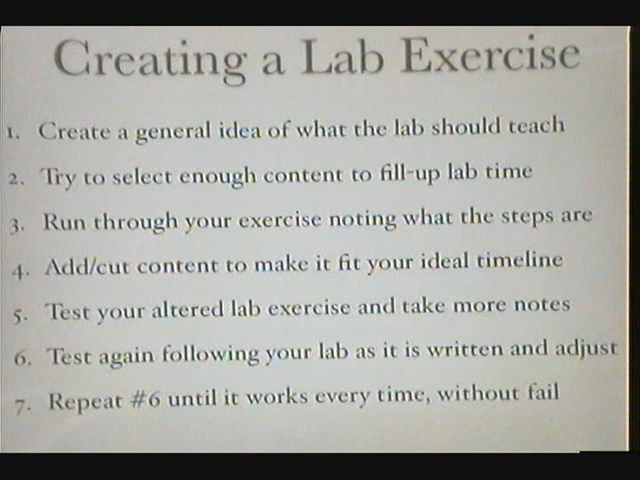 Creating a Lab Exercise
1. Create a general idea of what the lab should teach
2. Try to select enough content to fill-up lab time
3. Run through your exercise noting what the steps are
4. Add/cut content to make it fit your ideal timeline
5. Test your altered lab exercise and take more notes
6. Test again following your lab as it is written and adjust
7. Repeat #6 until it works every time, without fail